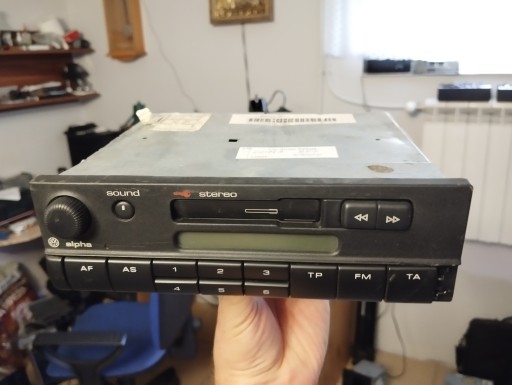 sound
stereo
alpha
AF AS 1 2 3 TP FM TA
4 5 6